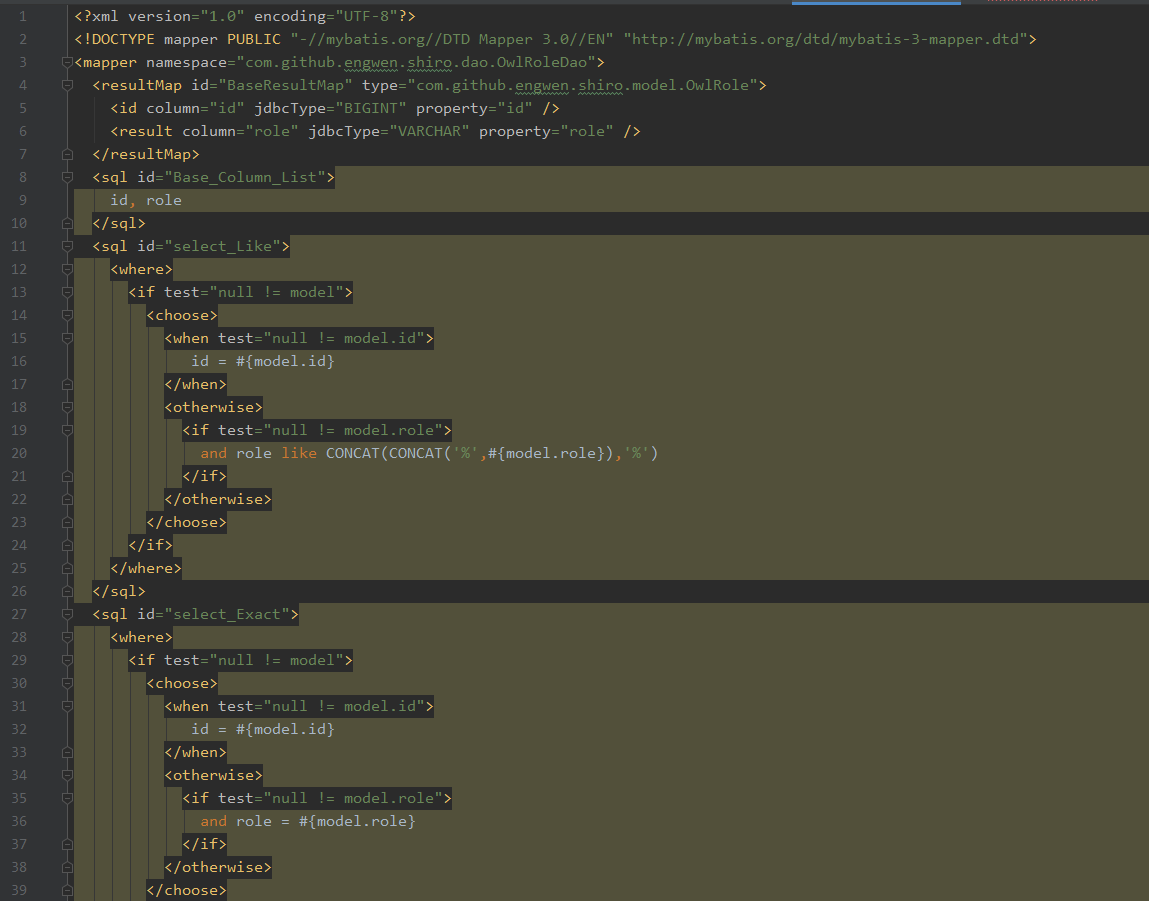 1 <?xml version="1.0" encoding="UTF-8"?>
2 <!DOCTYPE mapper PUBLIC "-//mybatis.org//DTD Mapper 3.0//EN" "http://mybatis.org/dtd/mybatis-3-mapper.dtd">
3 <mapper namespace="com.github.engwen.shiro.dao.OwlRoleDao">
4   <resultMap id="BaseResultMap" type="com.github.engwen.shiro.model.OwlRole">
5     <id column="id" jdbcType="BIGINT" property="id" />
6     <result column="role" jdbcType="VARCHAR" property="role" />
7   </resultMap>
8   <sql id="Base_Column_List">
9     id, role
10   </sql>
11   <sql id="select_Like">
12     <where>
13       <if test="null != model">
14         <choose>
15           <when test="null != model.id">
16              id = #{model.id}
17           </when>
18           <otherwise>
19             <if test="null != model.role">
20               and role like CONCAT(CONCAT('%',#{model.role}),'%')
21             </if>
22           </otherwise>
23         </choose>
24       </if>
25     </where>
26   </sql>
27   <sql id="select_Exact">
28     <where>
29       <if test="null != model">
30         <choose>
31           <when test="null != model.id">
32              id = #{model.id}
33           </when>
34           <otherwise>
35             <if test="null != model.role">
36               and role = #{model.role}
37             </if>
38           </otherwise>
39         </choose>